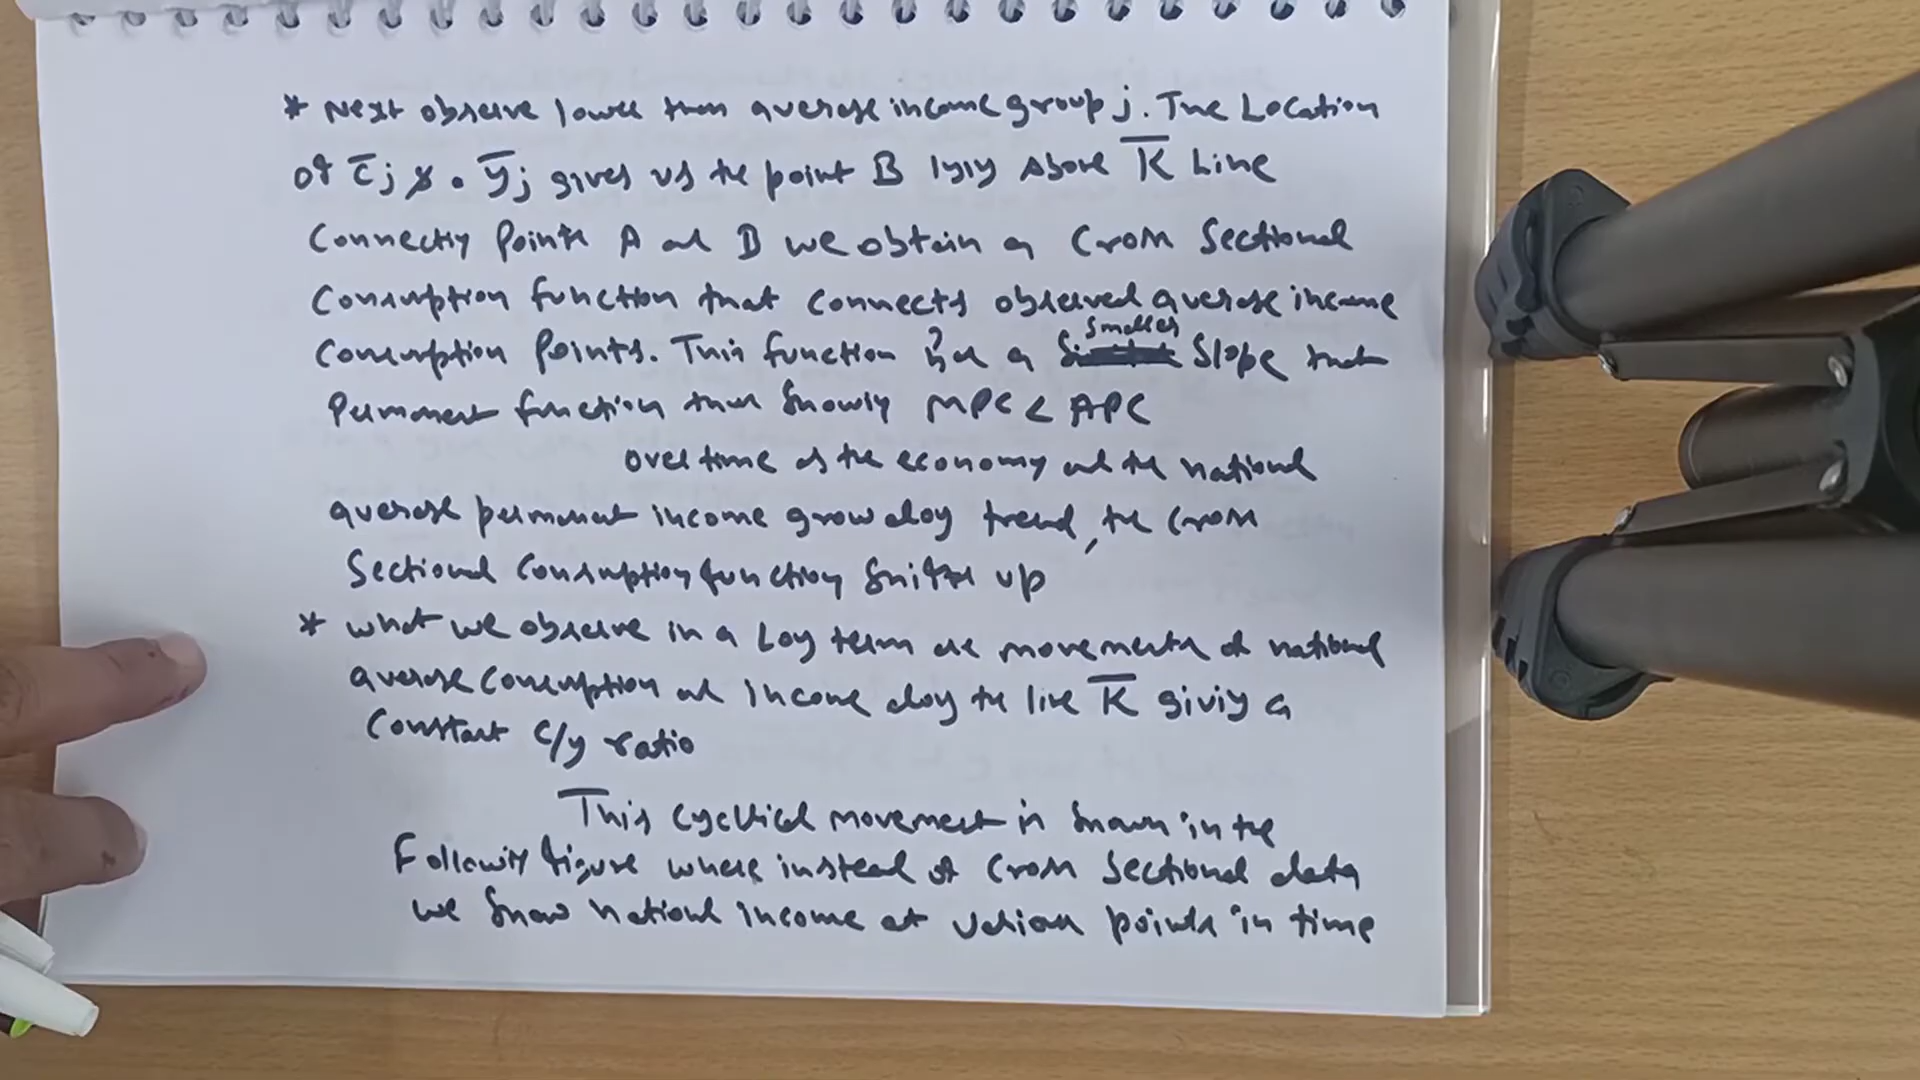 * Next observe lower than average income group j. The Location
of c̅j . y̅j gives us the point B lying above K̅ Line
Connecting points A and B we obtain a Cross Sectional
Consumption function that connects observed average income
Consumption Points. This function has a smaller Slope that
Permanent function thus showing MPC < APC
over time as the economy and the national
average permanent income grow along trend, the Cross
Sectional Consumption function shifts up
* what we observe in a Long term are movements of national
average consumption and income along the line K̅ giving a
Constant C/y ratio
This cyclical movement is shown in the
Following figure where instead of Cross Sectional data
we show national income at various points in time